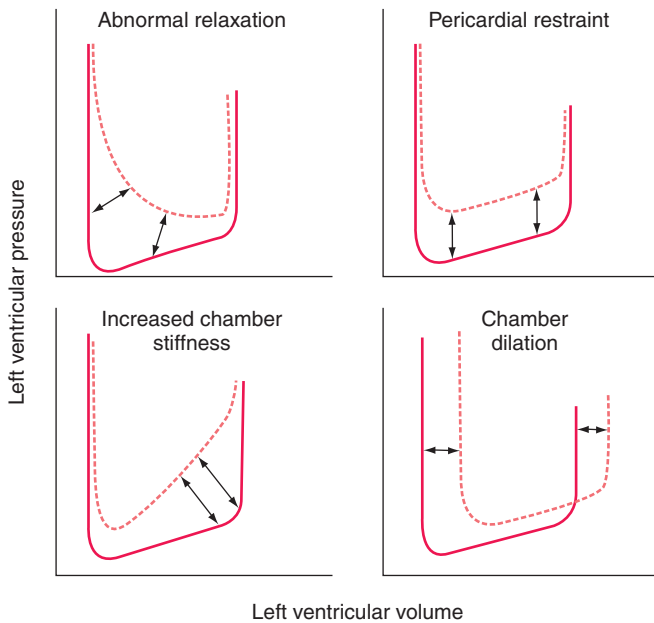 Abnormal relaxation
Pericardial restraint
Left ventricular pressure
Increased chamber
stiffness
Chamber
dilation
Left ventricular volume